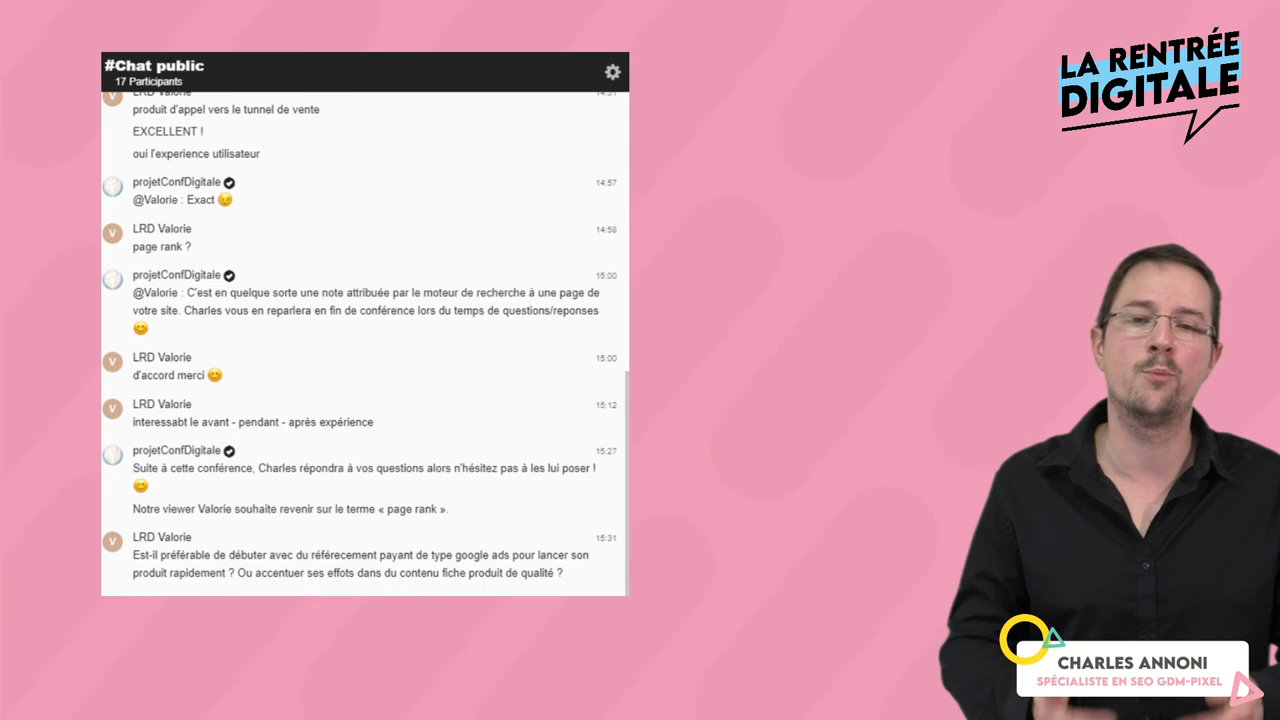 #Chat public
17 Participants
LRD Valorie 14:51
produit d'appel vers le tunnel de vente
EXCELLENT !
oui l'experience utilisateur
projetConfDigitale 14:57
@Valorie : Exact
LRD Valorie 14:58
page rank ?
projetConfDigitale 15:00
@Valorie : C'est en quelque sorte une note attribuée par le moteur de recherche à une page de
votre site. Charles vous en reparlera en fin de conférence lors du temps de questions/reponses
V
LRD Valorie 15:00
d'accord merci
V
LRD Valorie 15:12
interessabt le avant - pendant - après expérience
projetConfDigitale 15:27
Suite à cette conférence, Charles répondra à vos questions alors n'hésitez pas à les lui poser !
Notre viewer Valorie souhaite revenir sur le terme « page rank ».
V
LRD Valorie 15:31
Est-il préférable de débuter avec du référecement payant de type google ads pour lancer son
produit rapidement ? Ou accentuer ses effots dans du contenu fiche produit de qualité ?
LA RENTRÉE
DIGITALE
CHARLES ANNONI
SPÉCIALISTE EN SEO GDM-PIXEL